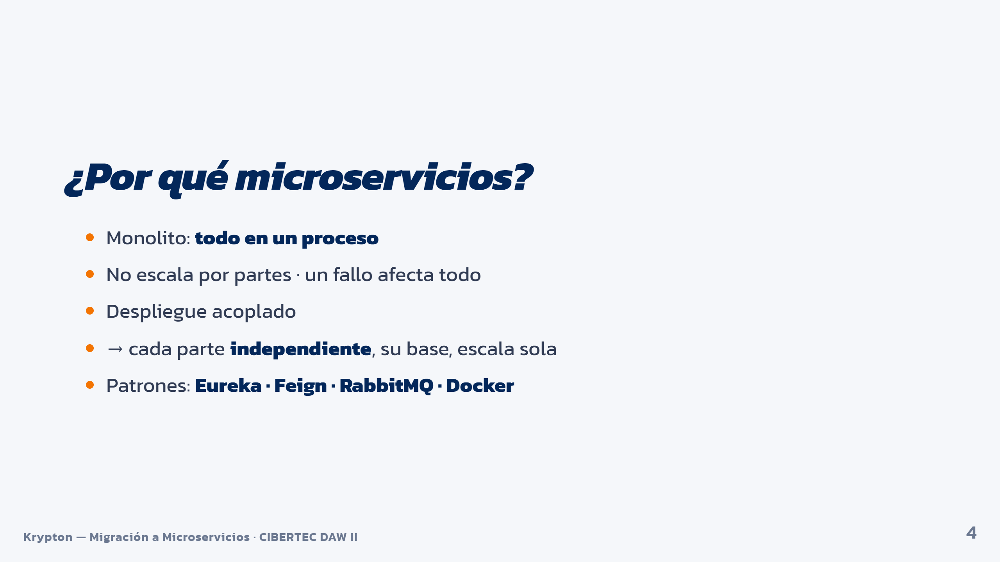 ¿Por qué microservicios?
Monolito: todo en un proceso
No escala por partes · un fallo afecta todo
Despliegue acoplado
→ cada parte independiente, su base, escala sola
Patrones: Eureka · Feign · RabbitMQ · Docker
Krypton — Migración a Microservicios · CIBERTEC DAW II
4